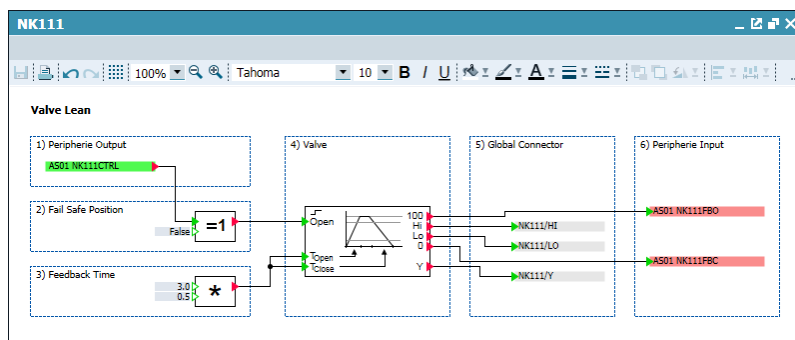 NK111
100%
Tahoma
10
B I U
A
Valve Lean
1) Peripherie Output
AS01 NK111CTRL
2) Fail Safe Position
False
=1
3) Feedback Time
3.0
0.5
*
4) Valve
Open
TOpen
TClose
100
Hi
Lo
0
Y
5) Global Connector
NK111/HI
NK111/LO
NK111/Y
6) Peripherie Input
AS01 NK111FBO
AS01 NK111FBC